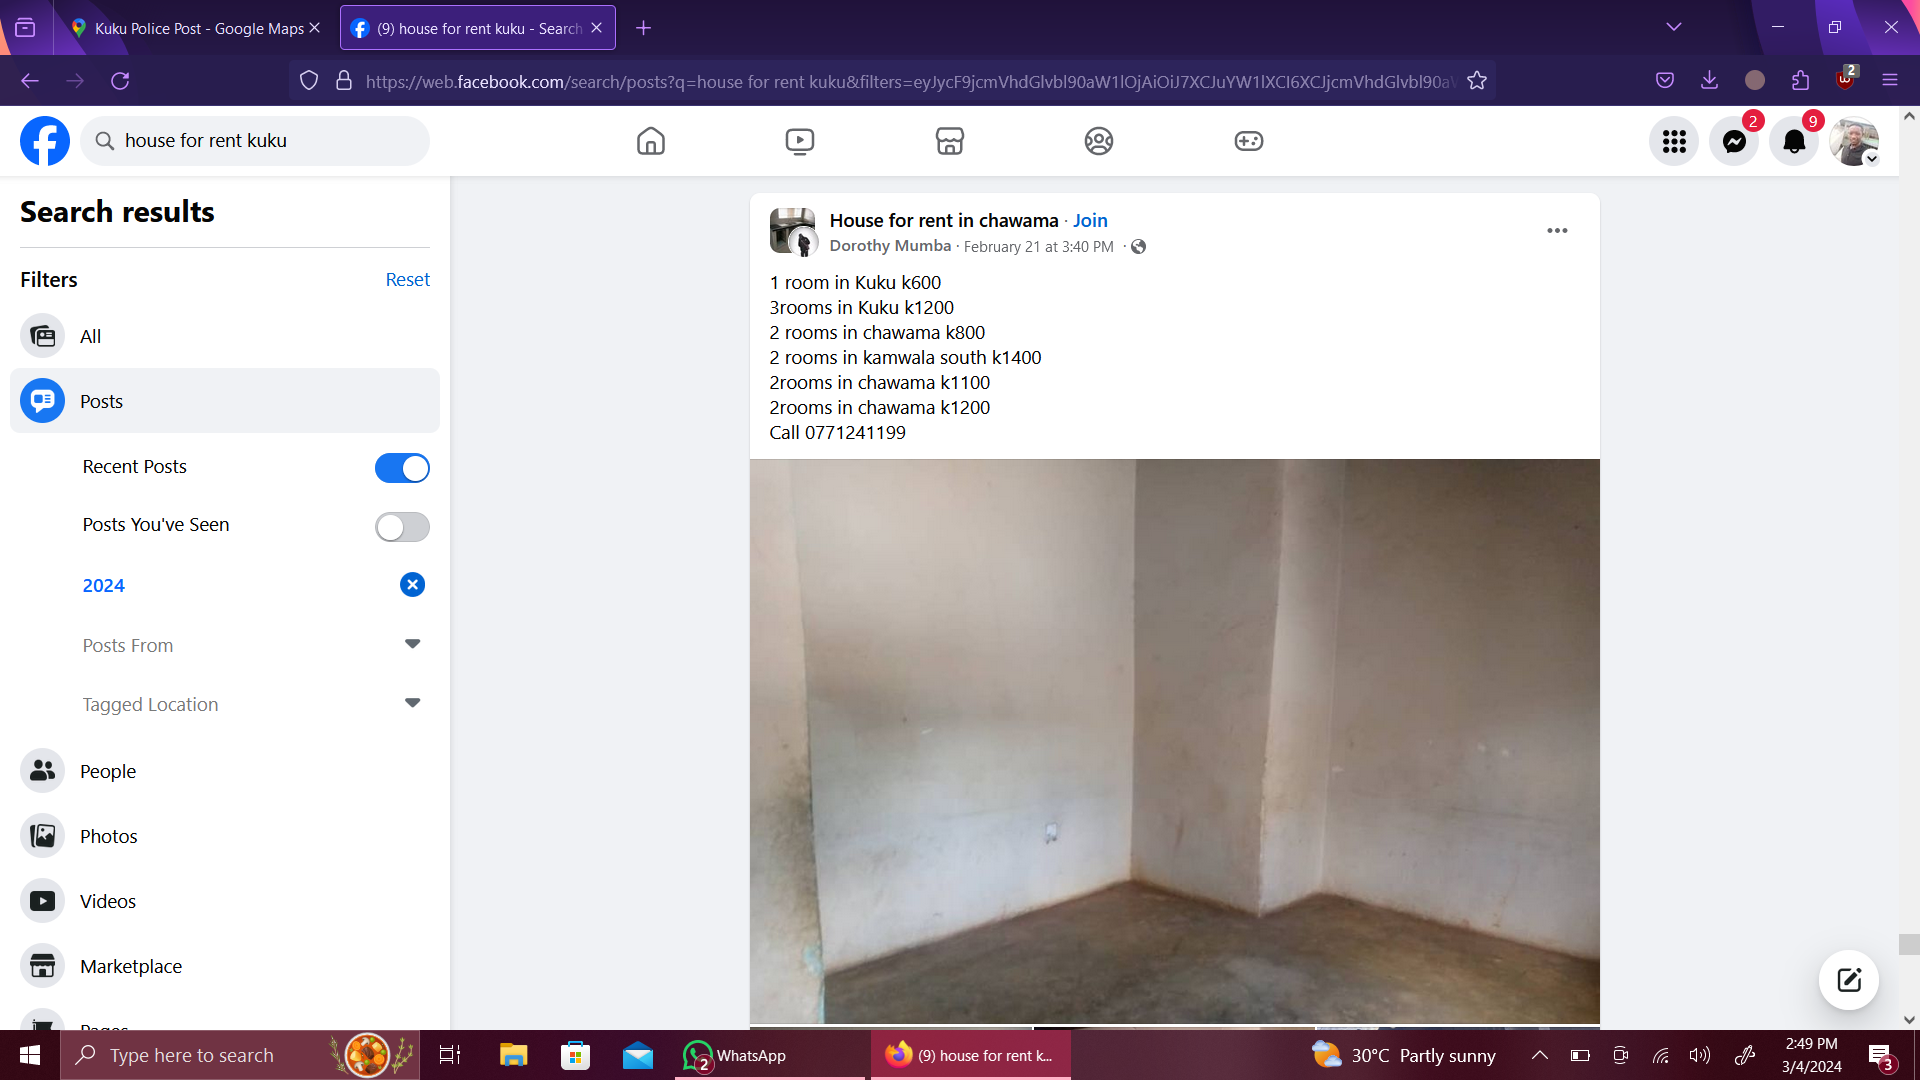 Kuku Police Post - Google Maps
(9) house for rent kuku - Search
https://web.facebook.com/search/posts?q=house for rent kuku&filters=
2
house for rent kuku
2
9
Search results
Filters
Reset
All
Posts
Recent Posts
Posts You've Seen
2024
Posts From
Tagged Location
People
Photos
Videos
Marketplace
Pages
House for rent in chawama · Join
Dorothy Mumba · February 21 at 3:40 PM ·
1 room in Kuku k600
3rooms in Kuku k1200
2 rooms in chawama k800
2 rooms in kamwala south k1400
2rooms in chawama k1100
2rooms in chawama k1200
Call 0771241199
Type here to search
2
WhatsApp
(9) house for rent k...
30°C Partly sunny
2:49 PM
3/4/2024
3